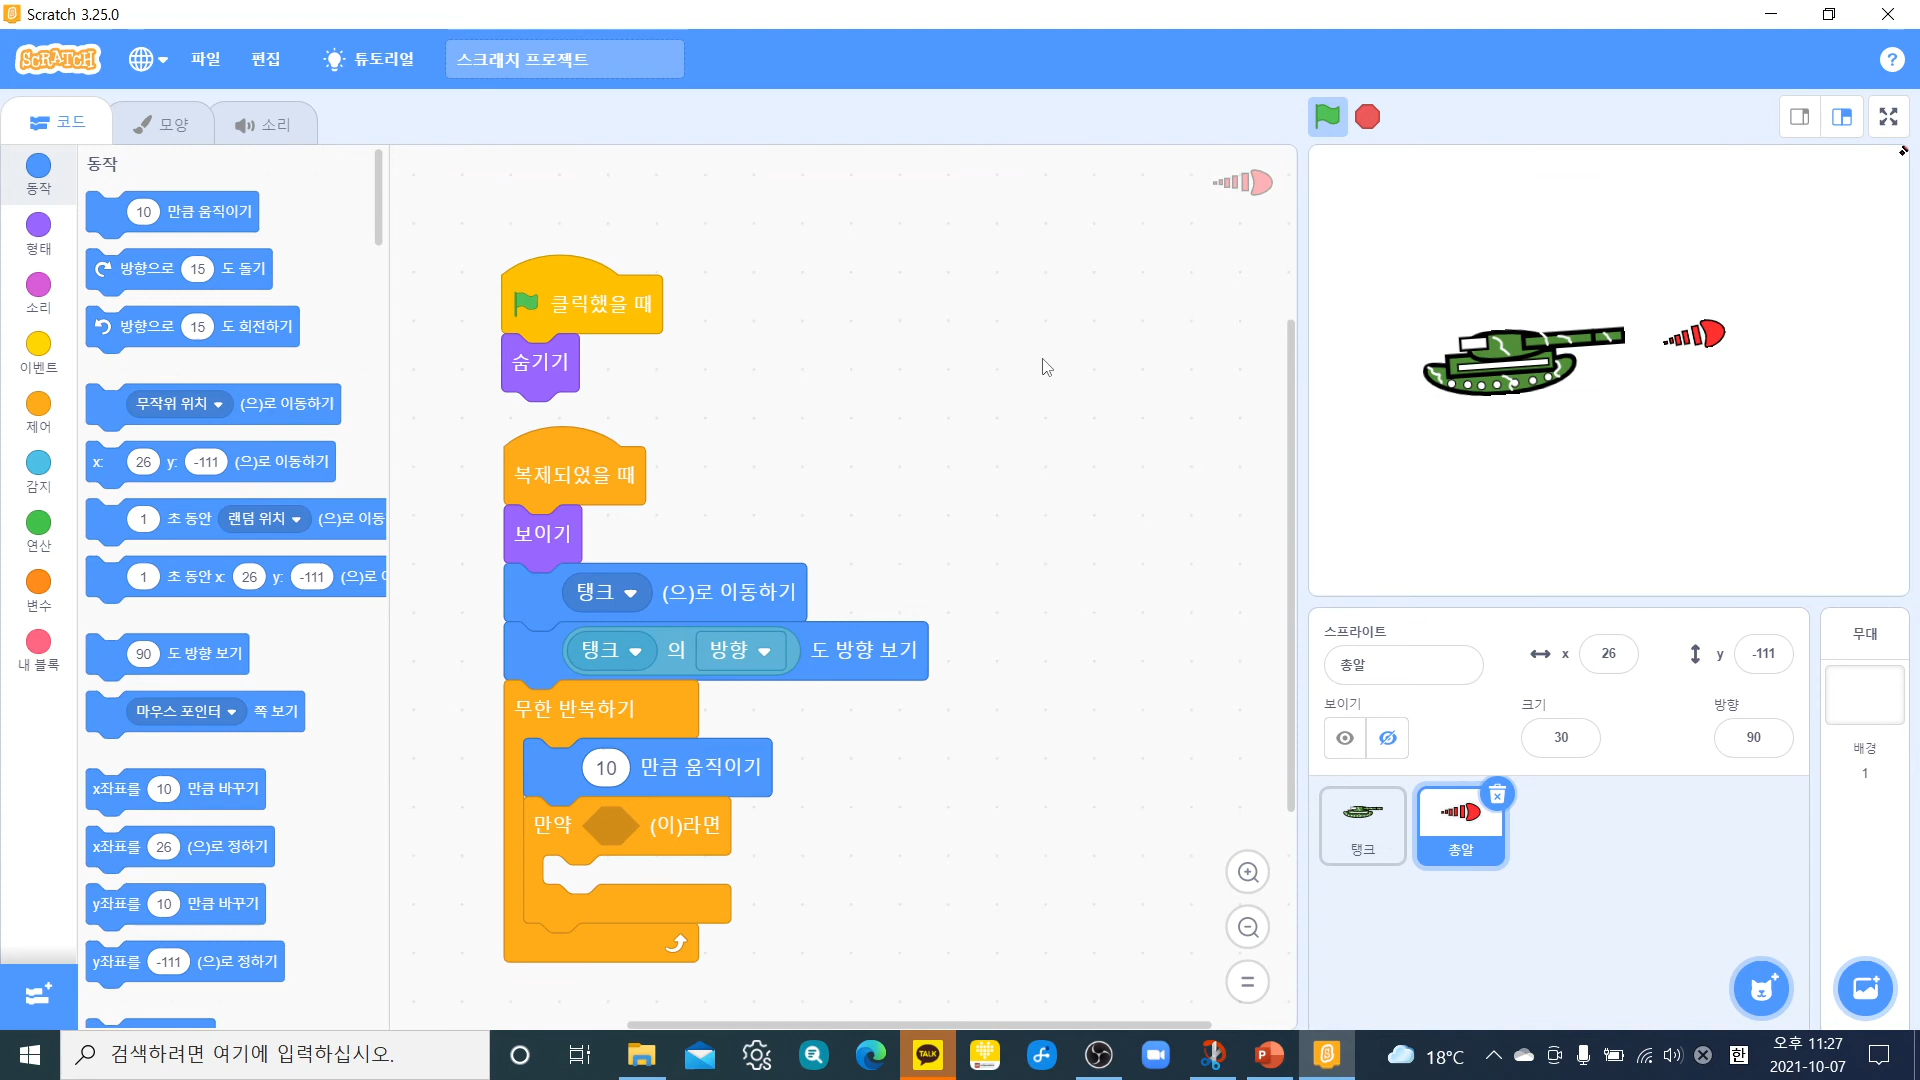 Scratch 3.25.0
SCRATCH
파일
편집
튜토리얼
스크래치 프로젝트
?
코드
모양
소리
동작
형태
소리
이벤트
제어
감지
연산
변수
내 블록
동작
10 만큼 움직이기
방향으로 15 도 돌기
방향으로 15 도 회전하기
무작위 위치 (으)로 이동하기
x: 26 y: -111 (으)로 이동하기
1 초 동안 랜덤 위치 (으)로 이동
1 초 동안 x: 26 y: -111 (으)로
90 도 방향 보기
마우스 포인터 쪽 보기
x좌표를 10 만큼 바꾸기
x좌표를 26 (으)로 정하기
y좌표를 10 만큼 바꾸기
y좌표를 -111 (으)로 정하기
클릭했을 때
숨기기
복제되었을 때
보이기
탱크 (으)로 이동하기
탱크 의 방향 도 방향 보기
무한 반복하기
10 만큼 움직이기
만약 (이)라면
스프라이트
총알
x 26
y -111
보이기
크기
30
방향
90
탱크
총알
무대
배경
1
검색하려면 여기에 입력하십시오.
TALK
18°C
한
오후 11:27
2021-10-07